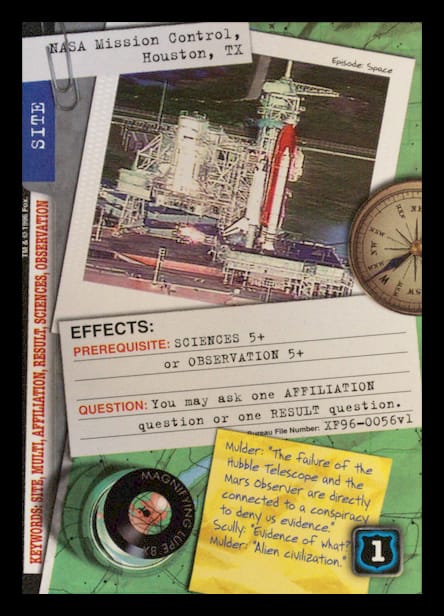 NASA Mission Control,
Houston, TX
Episode: Space
SITE
TM & © 1996 Fox.
KEYWORDS: SITE, MULTI, AFFILIATION, RESULT, SCIENCES, OBSERVATION
EFFECTS:
PREREQUISITE: SCIENCES 5+
or OBSERVATION 5+
QUESTION: You may ask one AFFILIATION
question or one RESULT question.
Bureau File Number: XF96-0056v1
MAGNIFYING LUPE 8X
Mulder: "The failure of the
Hubble Telescope and the
Mars Observer are directly
connected to a conspiracy
to deny us evidence."
Scully: "Evidence of what?"
Mulder: "Alien civilization."
1